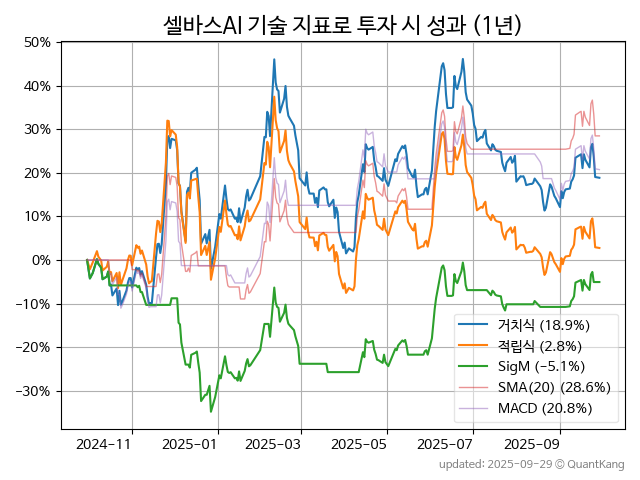 셀바스AI 기술 지표로 투자 시 성과 (1년)
50%
40%
30%
20%
10%
0%
−10%
−20%
−30%
거치식 (18.9%)
적립식 (2.8%)
SigM (−5.1%)
SMA(20) (28.6%)
MACD (20.8%)
2024-11 2025-01 2025-03 2025-05 2025-07 2025-09
updated: 2025-09-29 © QuantKang